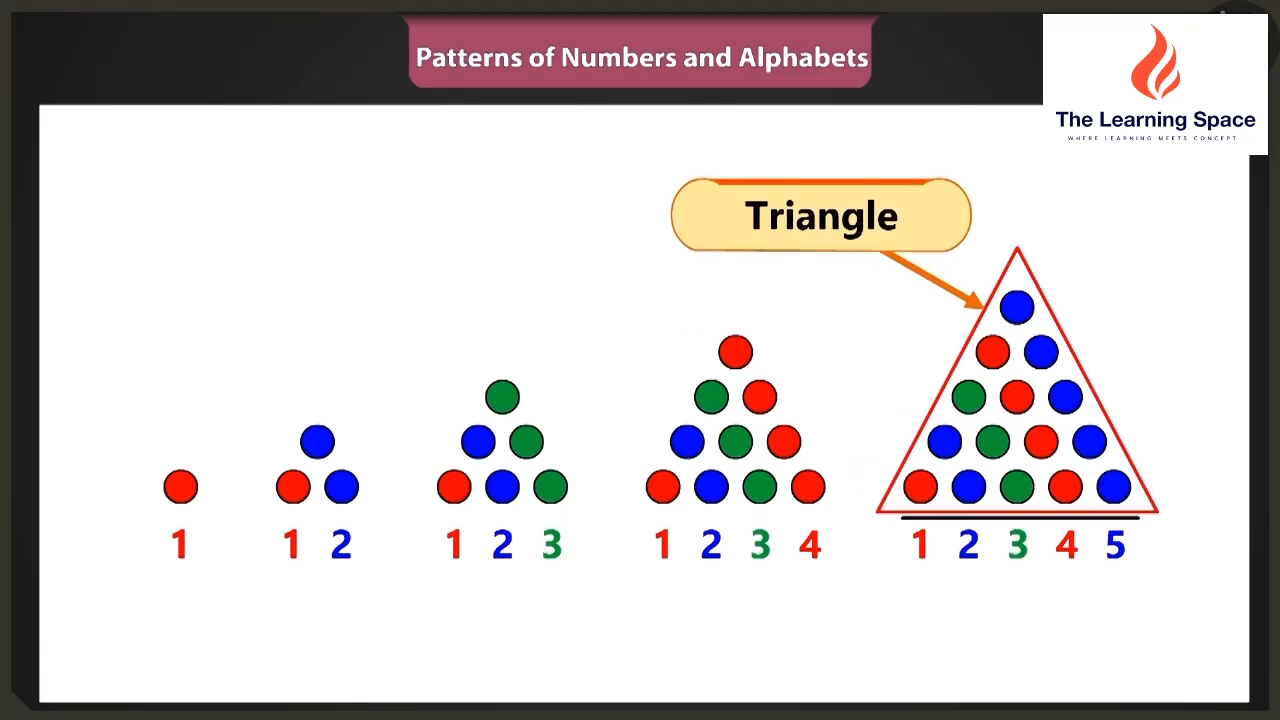 Patterns of Numbers and Alphabets
The Learning Space
WHERE LEARNING MEETS CONCEPT
Triangle
1 1 2 1 2 3 1 2 3 4 1 2 3 4 5